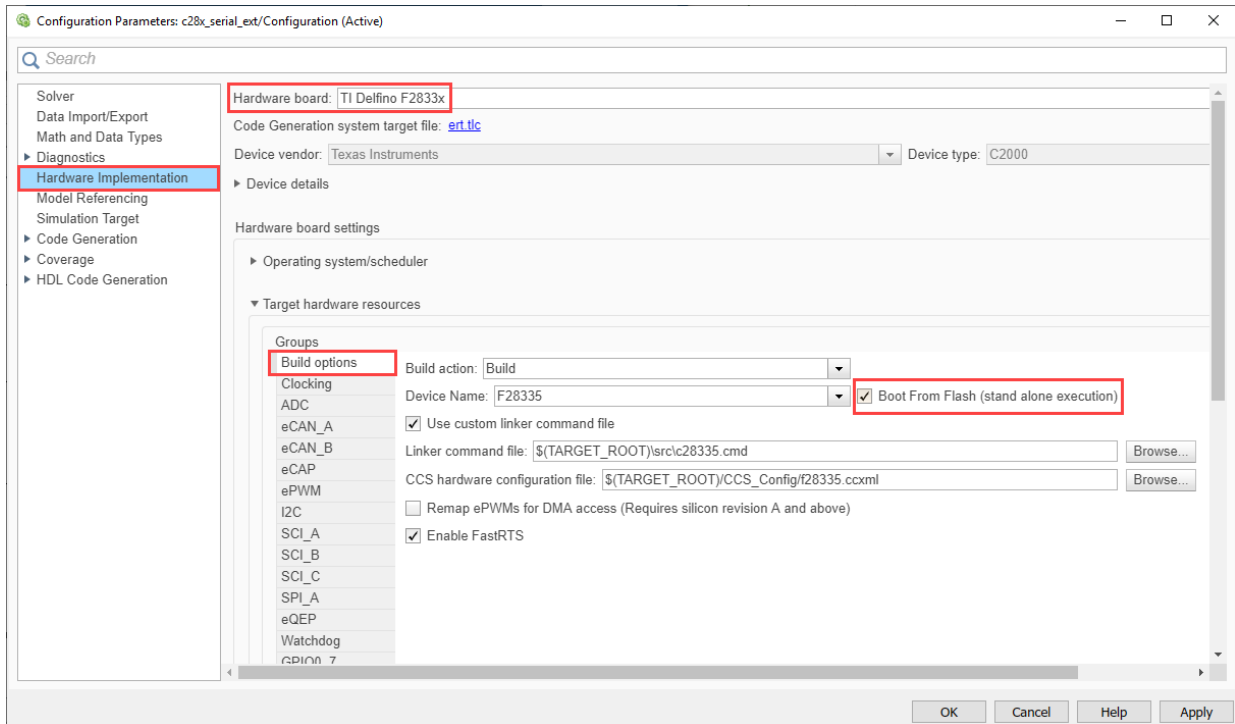 Configuration Parameters: c28x_serial_ext/Configuration (Active)
Search
Solver
Data Import/Export
Math and Data Types
Diagnostics
Hardware Implementation
Model Referencing
Simulation Target
Code Generation
Coverage
HDL Code Generation
Hardware board: TI Delfino F2833x
Code Generation system target file: ert.tlc
Device vendor: Texas Instruments Device type: C2000
Device details
Hardware board settings
Operating system/scheduler
Target hardware resources
Groups
Build options
Clocking
ADC
eCAN_A
eCAN_B
eCAP
ePWM
I2C
SCI_A
SCI_B
SCI_C
SPI_A
eQEP
Watchdog
GPIO0_7
Build action: Build
Device Name: F28335 Boot From Flash (stand alone execution)
Use custom linker command file
Linker command file: $(TARGET_ROOT)\src\c28335.cmd Browse...
CCS hardware configuration file: $(TARGET_ROOT)/CCS_Config/f28335.ccxml Browse...
Remap ePWMs for DMA access (Requires silicon revision A and above)
Enable FastRTS
OK Cancel Help Apply